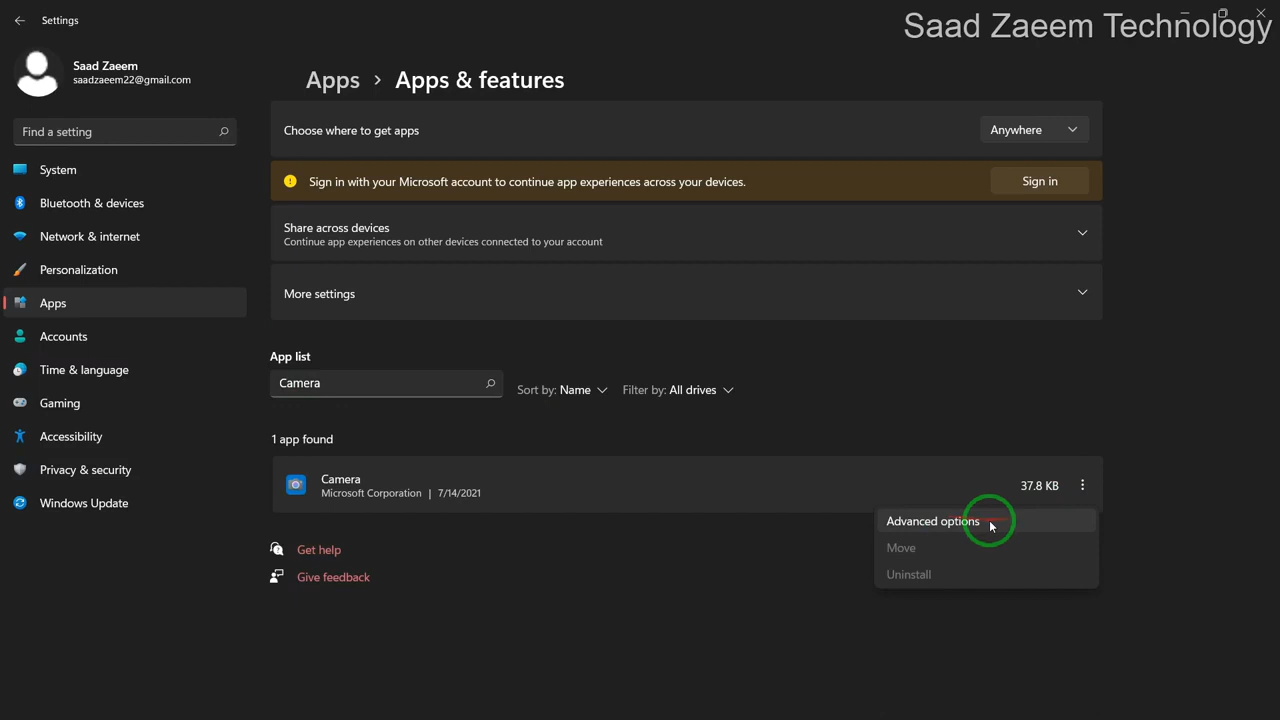 Settings
Saad Zaeem Technology
Saad Zaeem
saadzaeem22@gmail.com
Find a setting
System
Bluetooth & devices
Network & internet
Personalization
Apps
Accounts
Time & language
Gaming
Accessibility
Privacy & security
Windows Update
Apps > Apps & features
Choose where to get apps
Anywhere
Sign in with your Microsoft account to continue app experiences across your devices.
Sign in
Share across devices
Continue app experiences on other devices connected to your account
More settings
App list
Camera
Sort by: Name
Filter by: All drives
1 app found
Camera
Microsoft Corporation | 7/14/2021
37.8 KB
Advanced options
Move
Uninstall
Get help
Give feedback